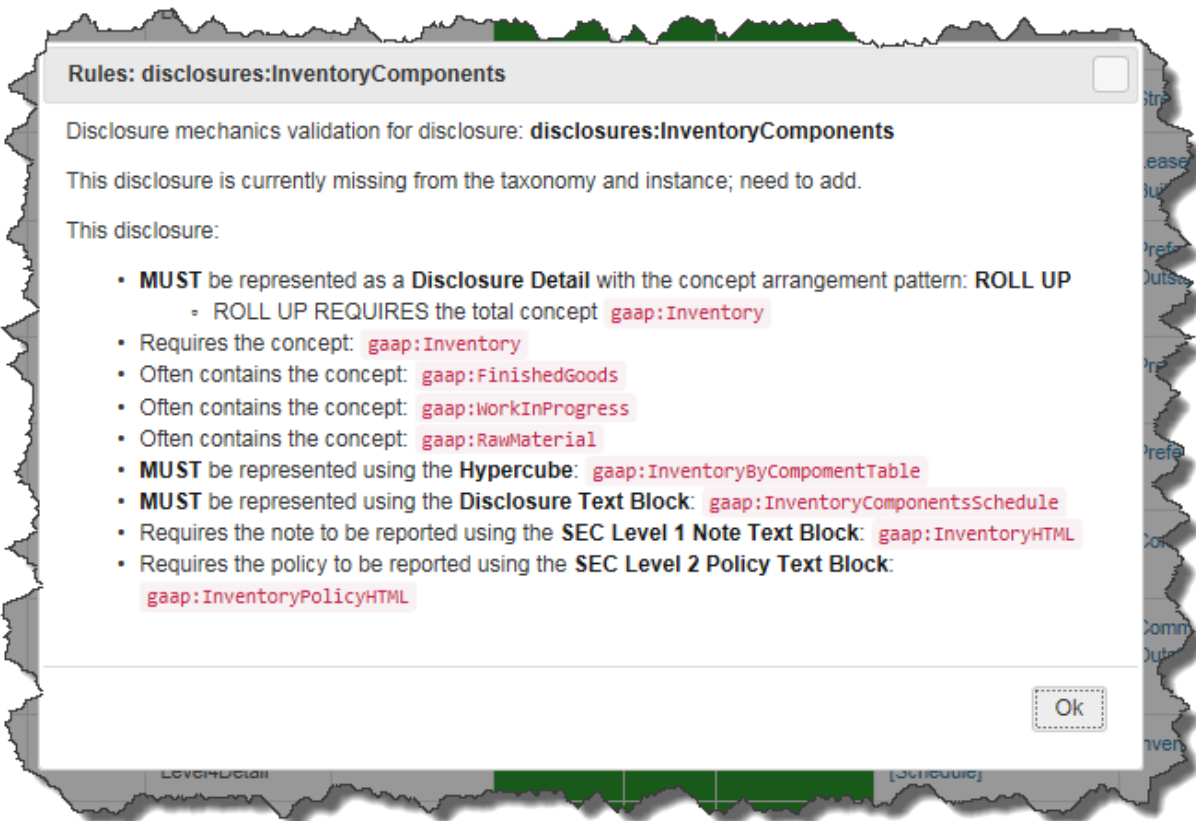 Rules: disclosures:InventoryComponents
Disclosure mechanics validation for disclosure: disclosures:InventoryComponents
This disclosure is currently missing from the taxonomy and instance; need to add.
This disclosure:
• MUST be represented as a Disclosure Detail with the concept arrangement pattern: ROLL UP
◦ ROLL UP REQUIRES the total concept gaap:Inventory
• Requires the concept: gaap:Inventory
• Often contains the concept: gaap:FinishedGoods
• Often contains the concept: gaap:WorkInProgress
• Often contains the concept: gaap:RawMaterial
• MUST be represented using the Hypercube: gaap:InventoryByCompomentTable
• MUST be represented using the Disclosure Text Block: gaap:InventoryComponentsSchedule
• Requires the note to be reported using the SEC Level 1 Note Text Block: gaap:InventoryHTML
• Requires the policy to be reported using the SEC Level 2 Policy Text Block:
gaap:InventoryPolicyHTML
Ok
Level4Detail
[Schedule]